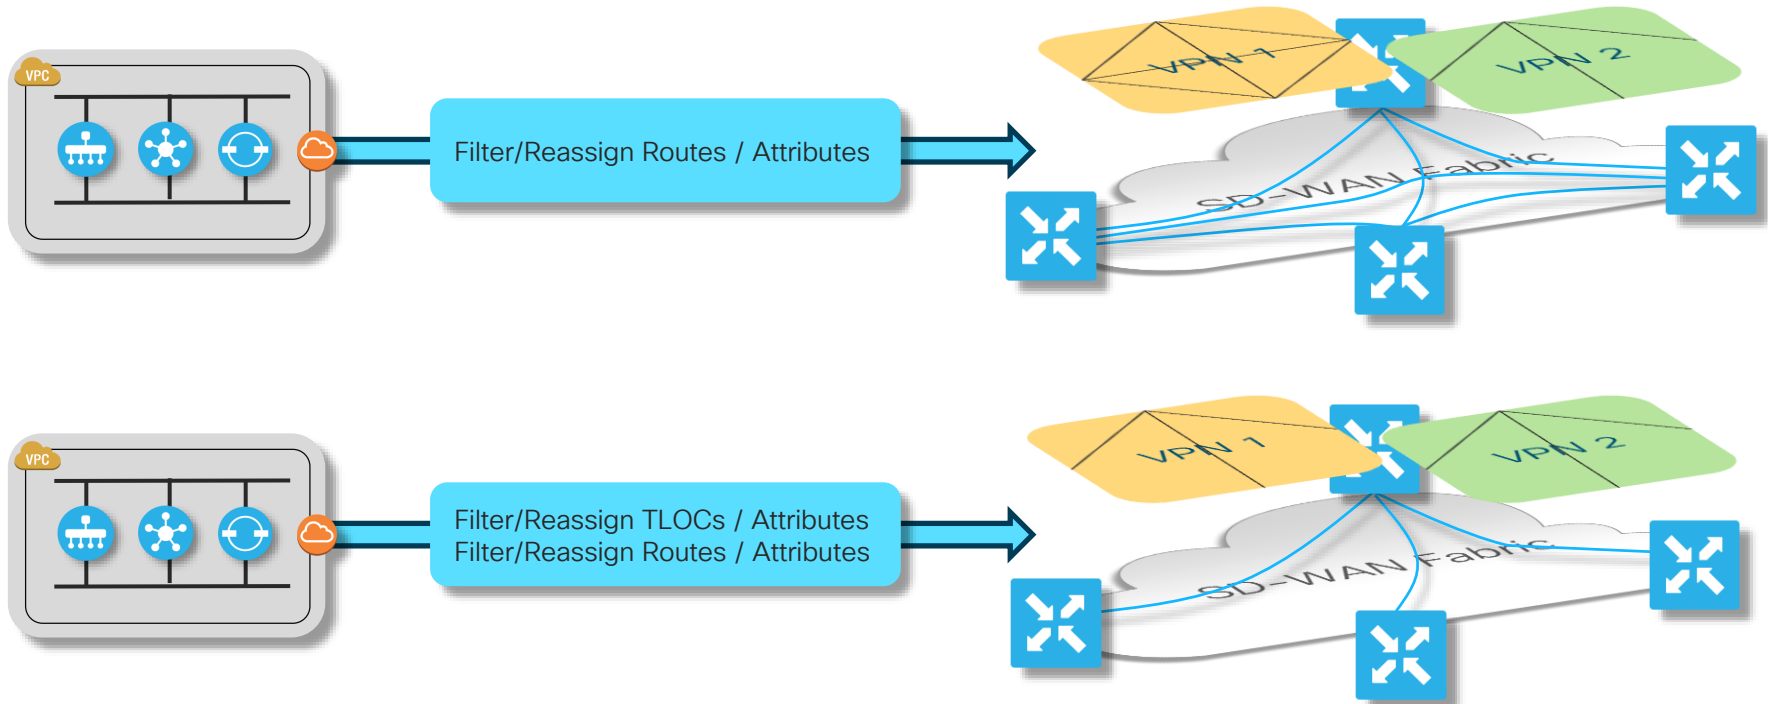 VPC
Filter/Reassign Routes / Attributes
VPN 1
VPN 2
SD-WAN Fabric
VPC
Filter/Reassign TLOCs / Attributes
Filter/Reassign Routes / Attributes
VPN 1
VPN 2
SD-WAN Fabric